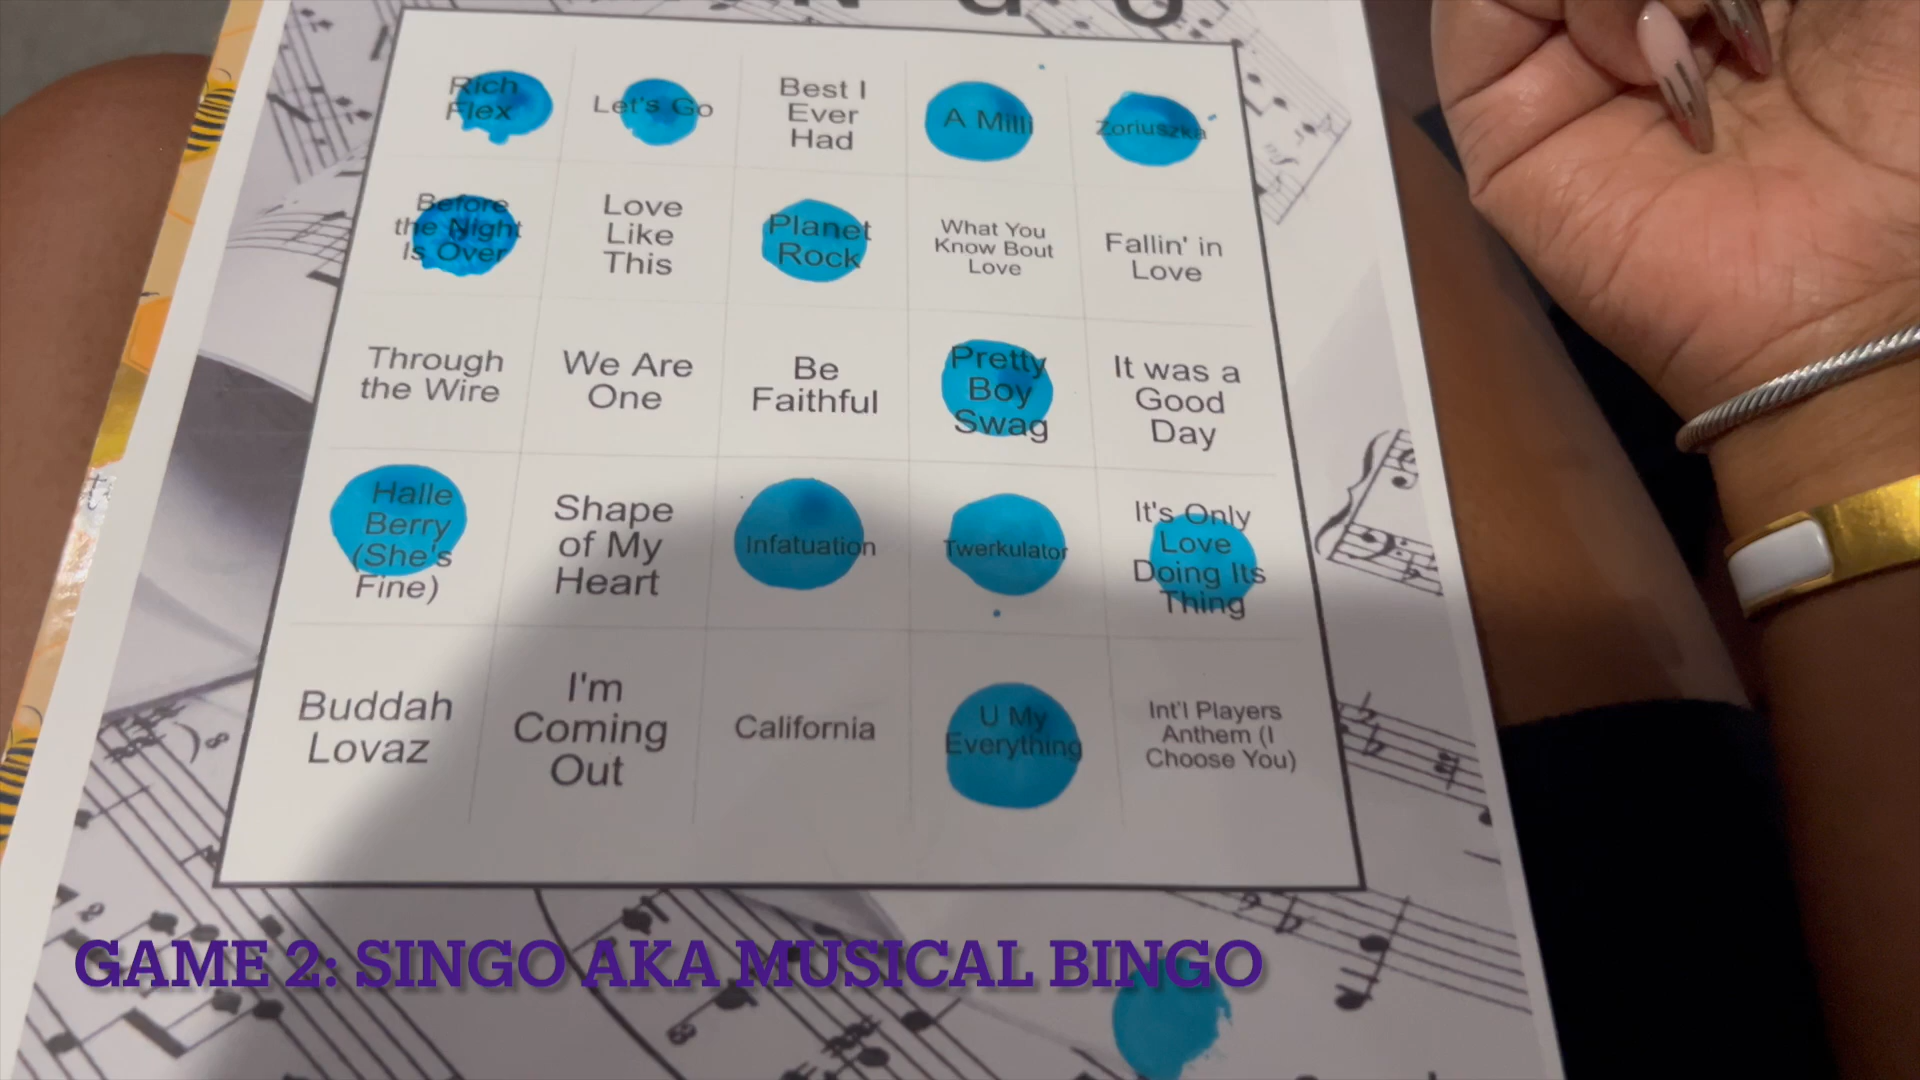 Rich
Flex
Let's Go
Best I
Ever
Had
A Milli
Zoriuszka
Before
the Night
Is Over
Love
Like
This
Planet
Rock
What You
Know Bout
Love
Fallin' in
Love
Through
the Wire
We Are
One
Be
Faithful
Pretty
Boy
Swag
It was a
Good
Day
Halle
Berry
(She's
Fine)
Shape
of My
Heart
Infatuation
Twerkulator
It's Only
Love
Doing Its
Thing
Buddah
Lovaz
I'm
Coming
Out
California
U My
Everything
Int'l Players
Anthem (I
Choose You)
GAME 2: SINGO AKA MUSICAL BINGO